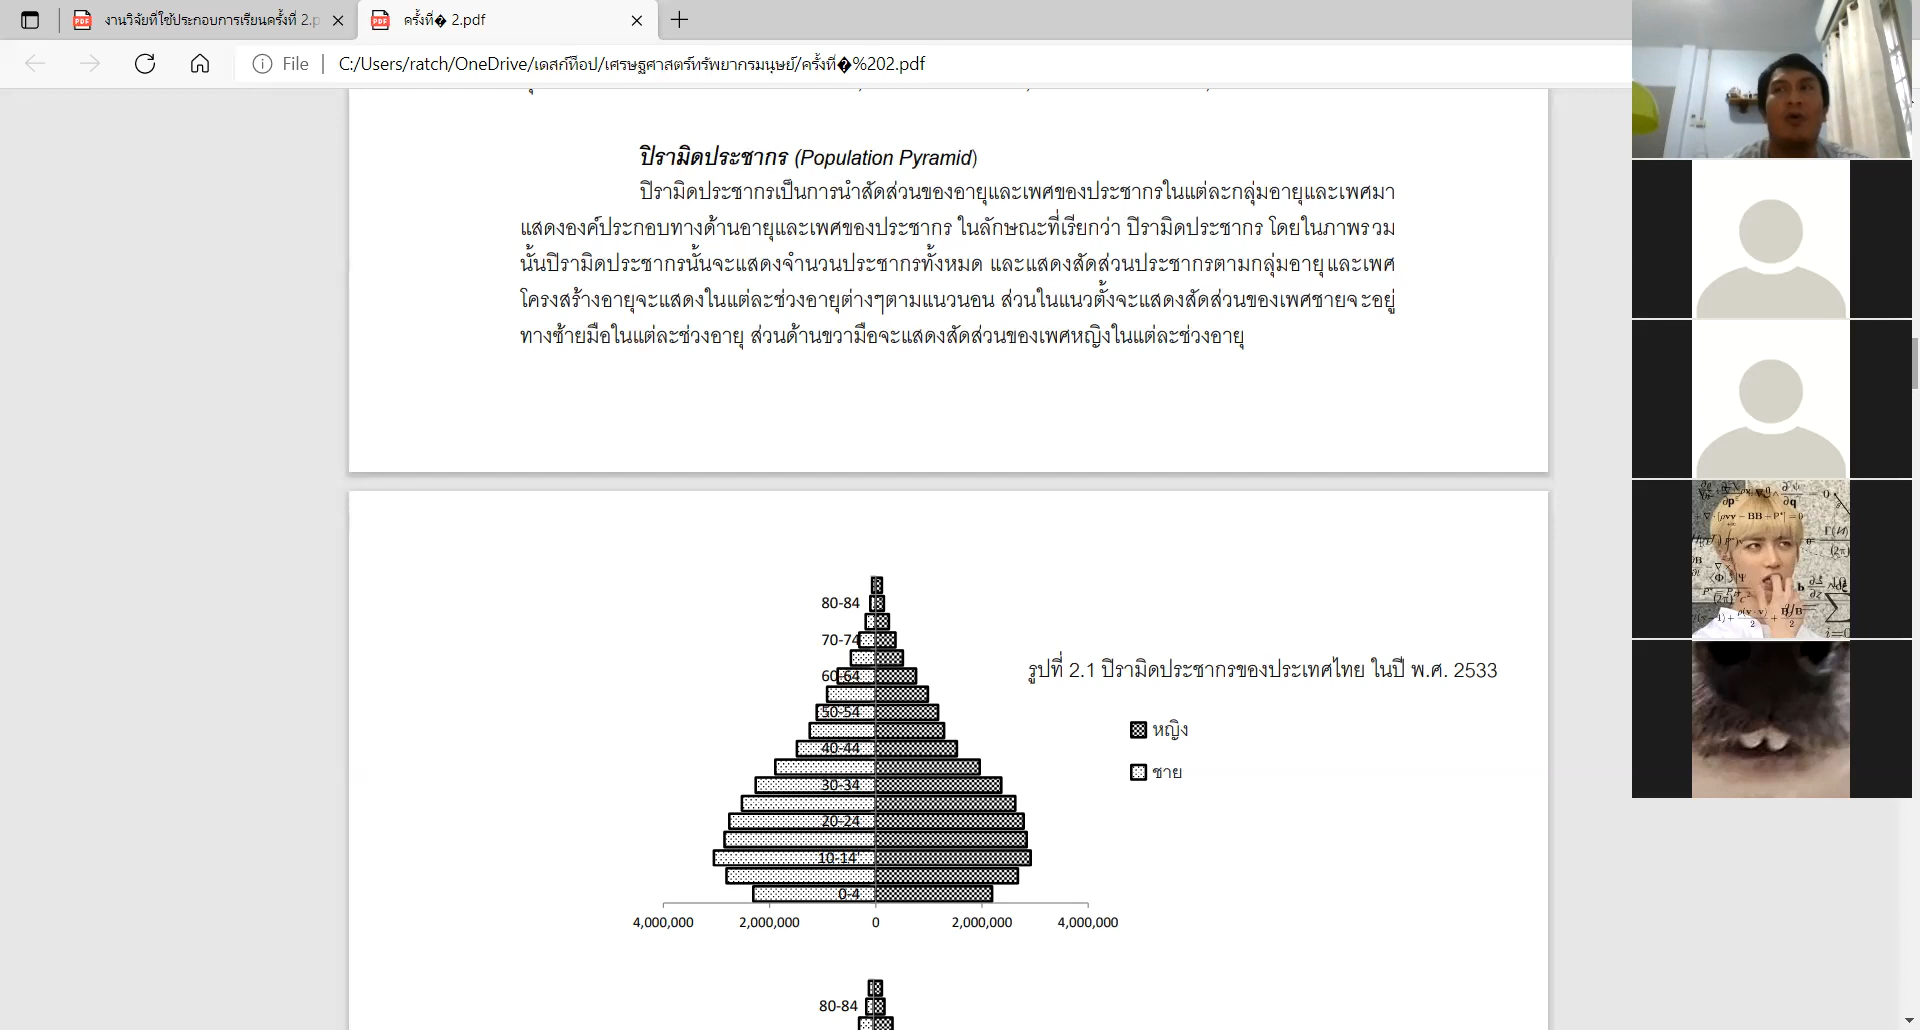 งานวิจัยที่ใช้ประกอบการเรียนครั้งที่ 2.p
ครั้งที่� 2.pdf
File
C:/Users/ratch/OneDrive/เดสก์ท็อป/เศรษฐศาสตร์ทรัพยากรมนุษย์/ครั้งที่�%202.pdf
ปิรามิดประชากร (Population Pyramid)
ปิรามิดประชากรเป็นการนำสัดส่วนของอายุและเพศของประชากรในแต่ละกลุ่มอายุและเพศมา
แสดงองค์ประกอบทางด้านอายุและเพศของประชากร ในลักษณะที่เรียกว่า ปิรามิดประชากร โดยในภาพรวม
นั้นปิรามิดประชากรนั้นจะแสดงจำนวนประชากรทั้งหมด และแสดงสัดส่วนประชากรตามกลุ่มอายุและเพศ
โครงสร้างอายุจะแสดงในแต่ละช่วงอายุต่างๆตามแนวนอน ส่วนในแนวตั้งจะแสดงสัดส่วนของเพศชายจะอยู่
ทางซ้ายมือในแต่ละช่วงอายุ ส่วนด้านขวามือจะแสดงสัดส่วนของเพศหญิงในแต่ละช่วงอายุ
80-84
70-74
60-64
50-54
40-44
30-34
20-24
10-14
0-4
4,000,000 2,000,000 0 2,000,000 4,000,000
รูปที่ 2.1 ปิรามิดประชากรของประเทศไทย ในปี พ.ศ. 2533
หญิง
ชาย
80-84